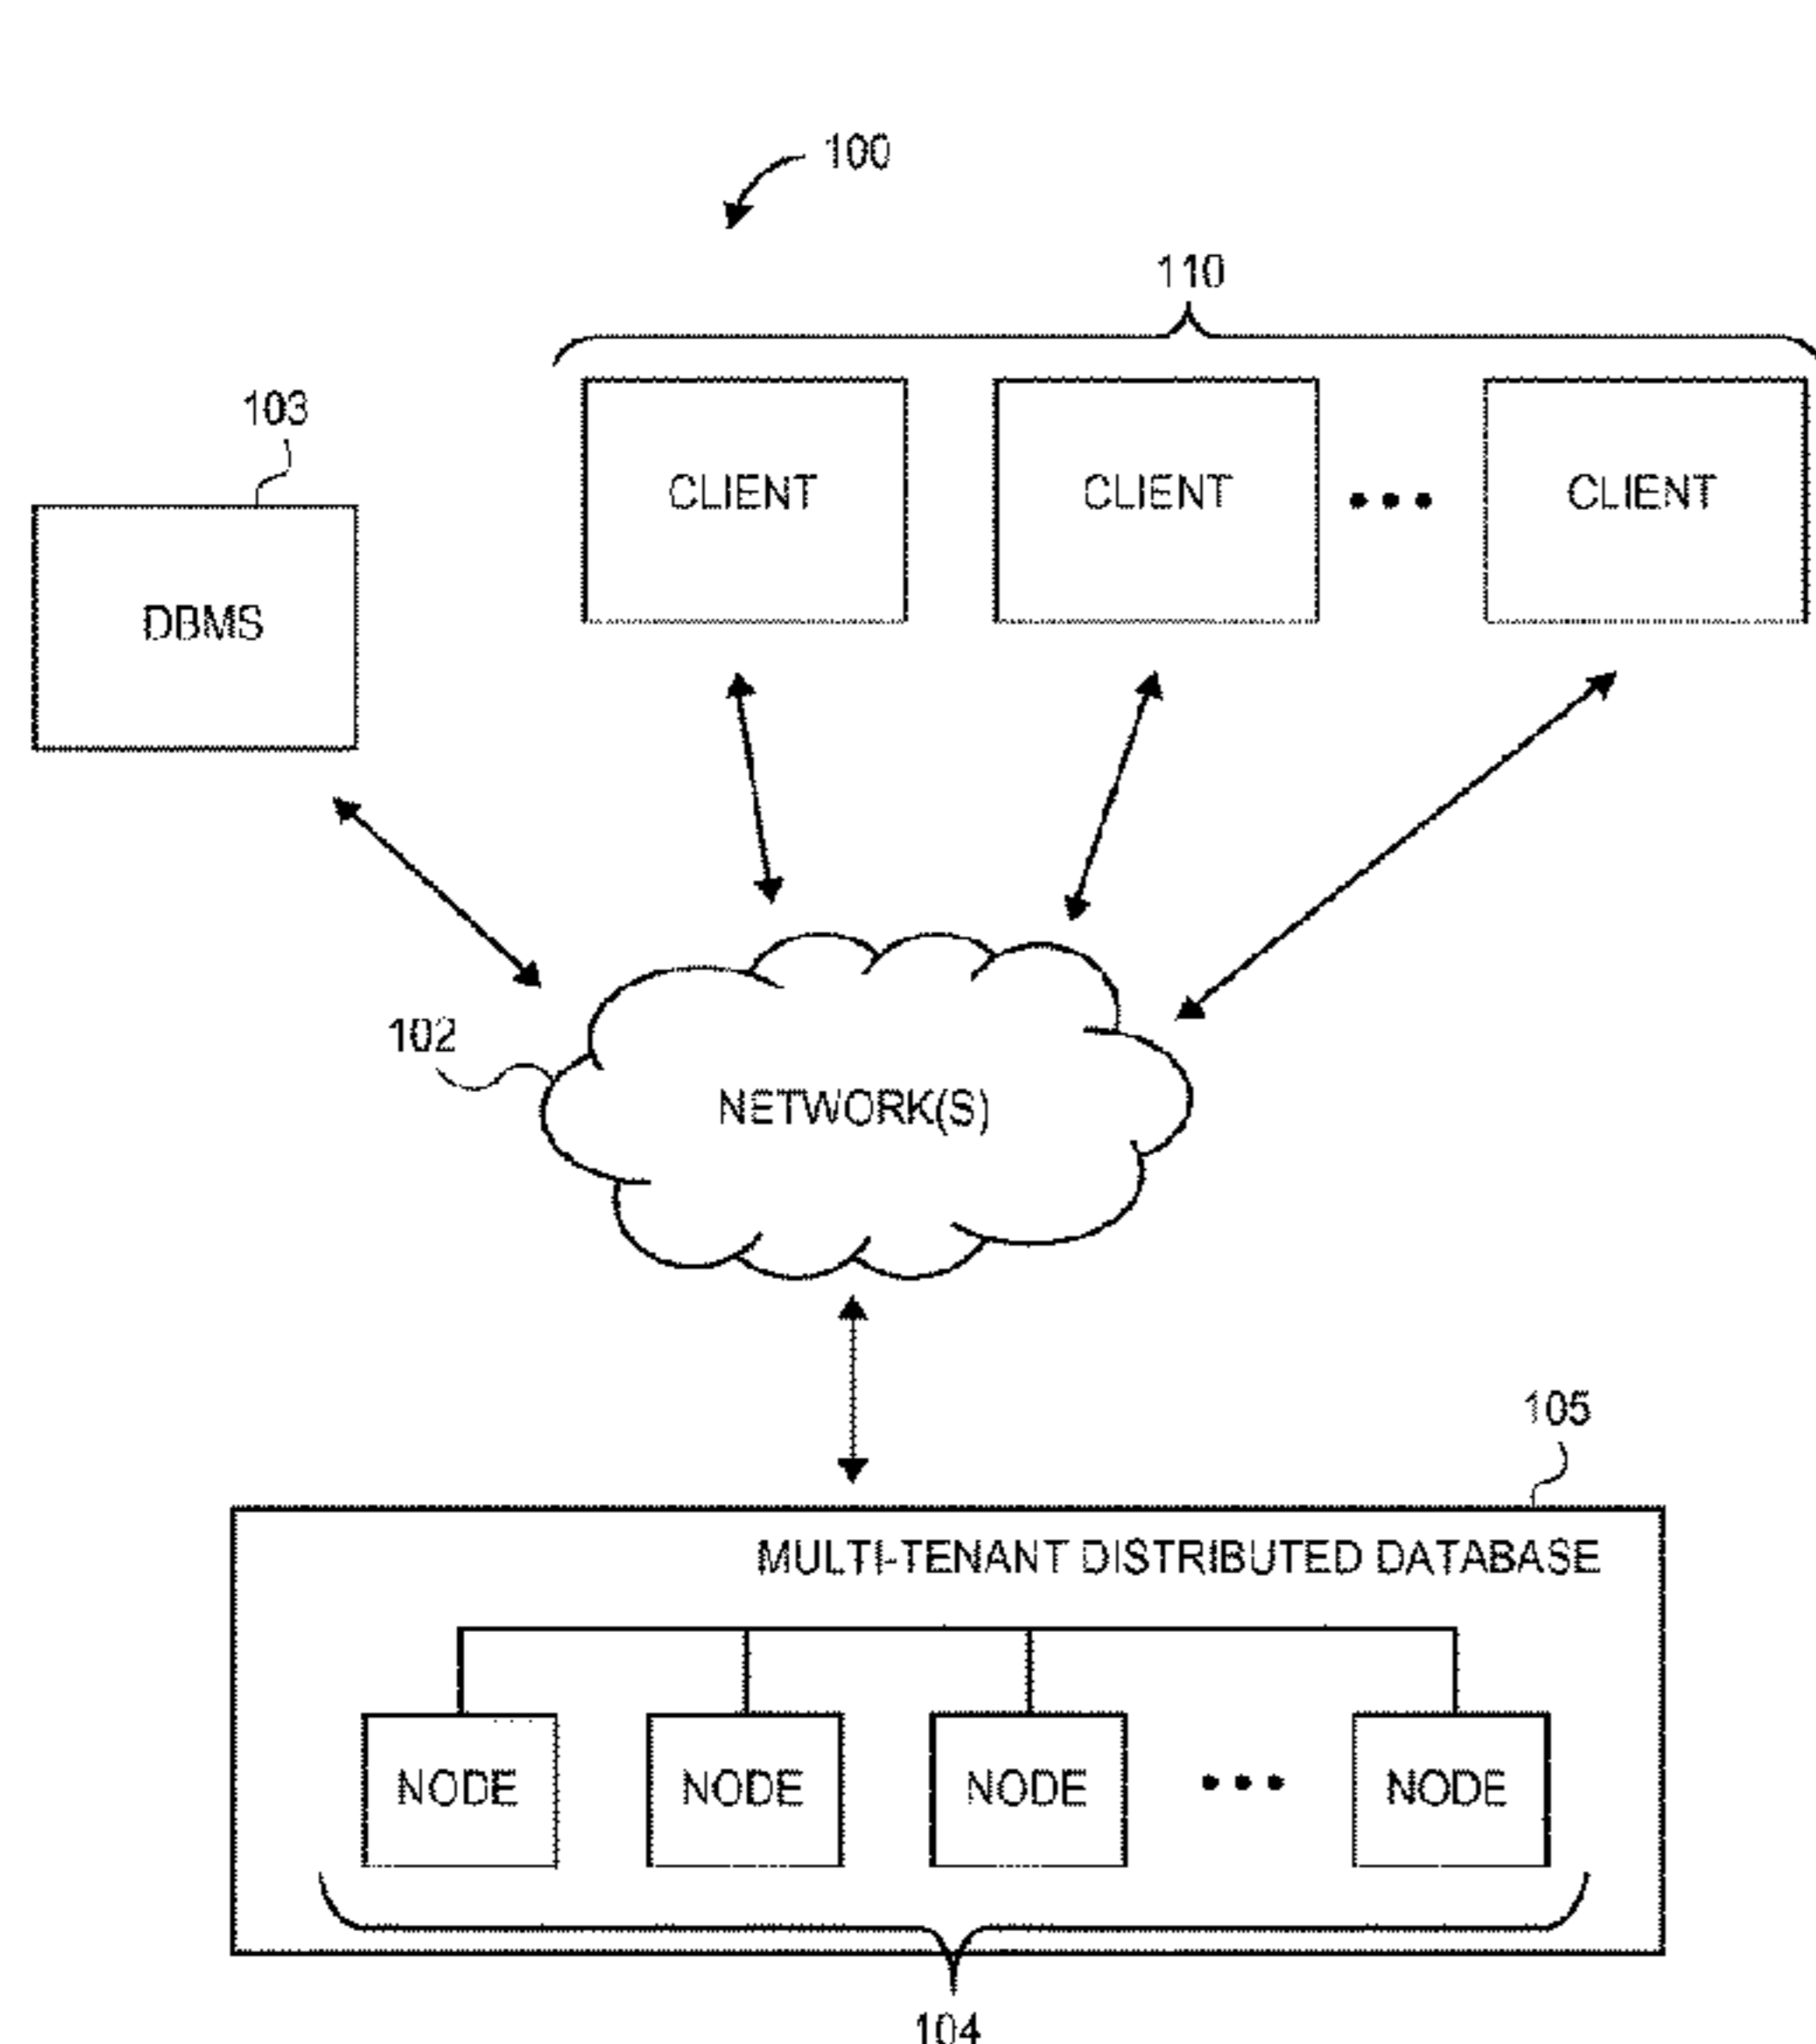 100
110
103
CLIENT
CLIENT
CLIENT
DBMS
102
NETWORK(S)
105
MULTI-TENANT DISTRIBUTED DATABASE
NODE
NODE
NODE
NODE
104